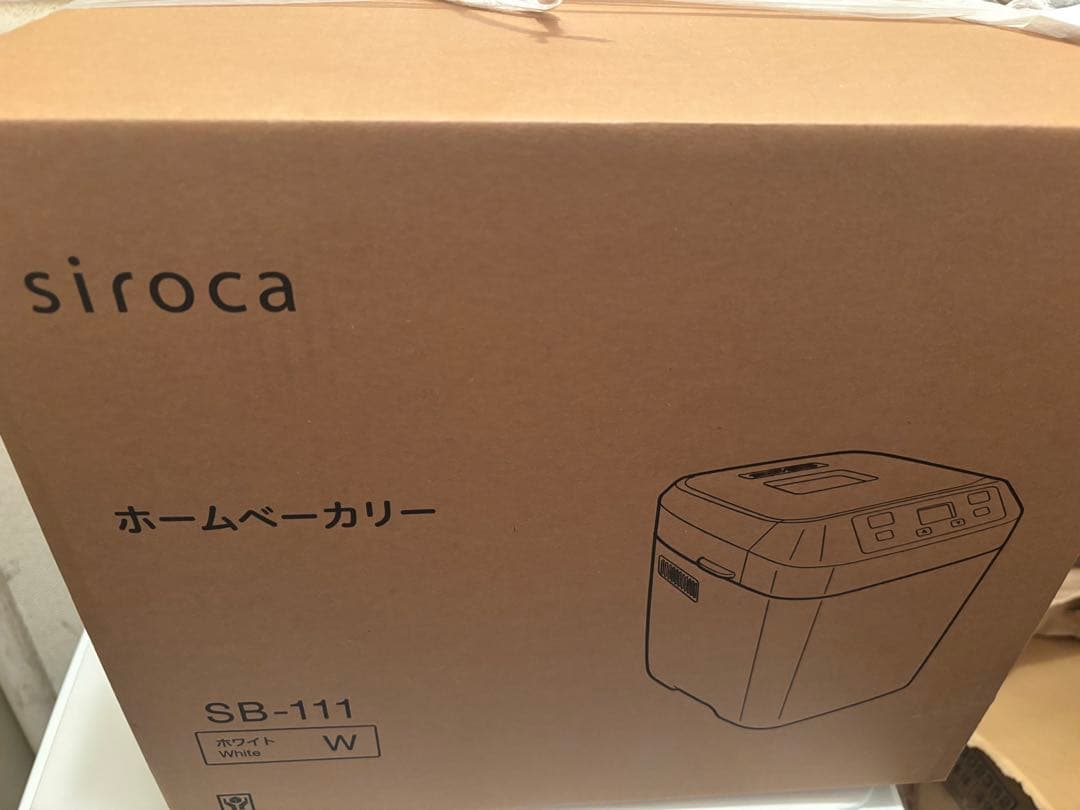 siroca
ホームベーカリー
SB-111
ホワイト W
White